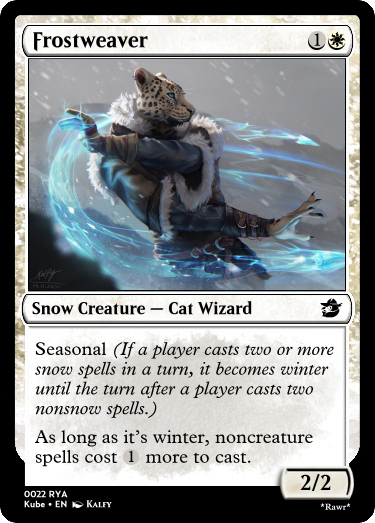 Frostweaver 1
Snow Creature — Cat Wizard
Seasonal (If a player casts two or more
snow spells in a turn, it becomes winter
until the turn after a player casts two
nonsnow spells.)
As long as it's winter, noncreature
spells cost 1 more to cast.
2/2
0022 RYA
Kube • EN Kalfy
*Rawr*